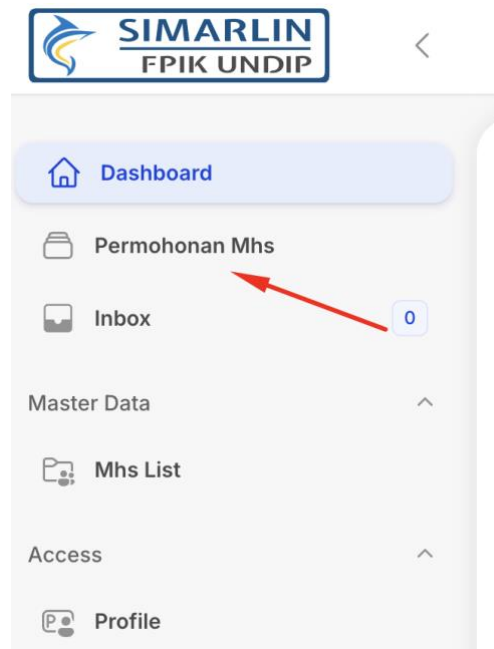 SIMARLIN
FPIK UNDIP
Dashboard
Permohonan Mhs
Inbox 0
Master Data
Mhs List
Access
Profile